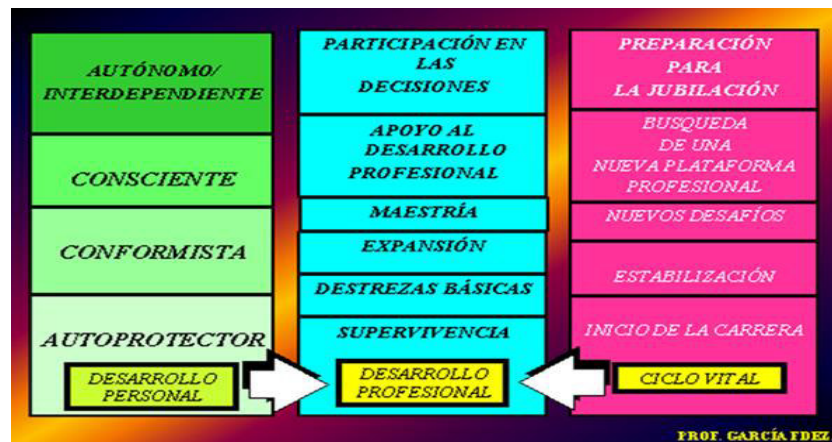 AUTÓNOMO/
INTERDEPENDIENTE
CONSCIENTE
CONFORMISTA
AUTOPROTECTOR
DESARROLLO
PERSONAL
PARTICIPACIÓN EN
LAS
DECISIONES
APOYO AL
DESARROLLO
PROFESIONAL
MAESTRÍA
EXPANSIÓN
DESTREZAS BÁSICAS
SUPERVIVENCIA
DESARROLLO
PROFESIONAL
PREPARACIÓN
PARA
LA JUBILACIÓN
BUSQUEDA
DE UNA
NUEVA PLATAFORMA
PROFESIONAL
NUEVOS DESAFÍOS
ESTABILIZACIÓN
INICIO DE LA CARRERA
CICLO VITAL
PROF. GARCÍA FDEZ